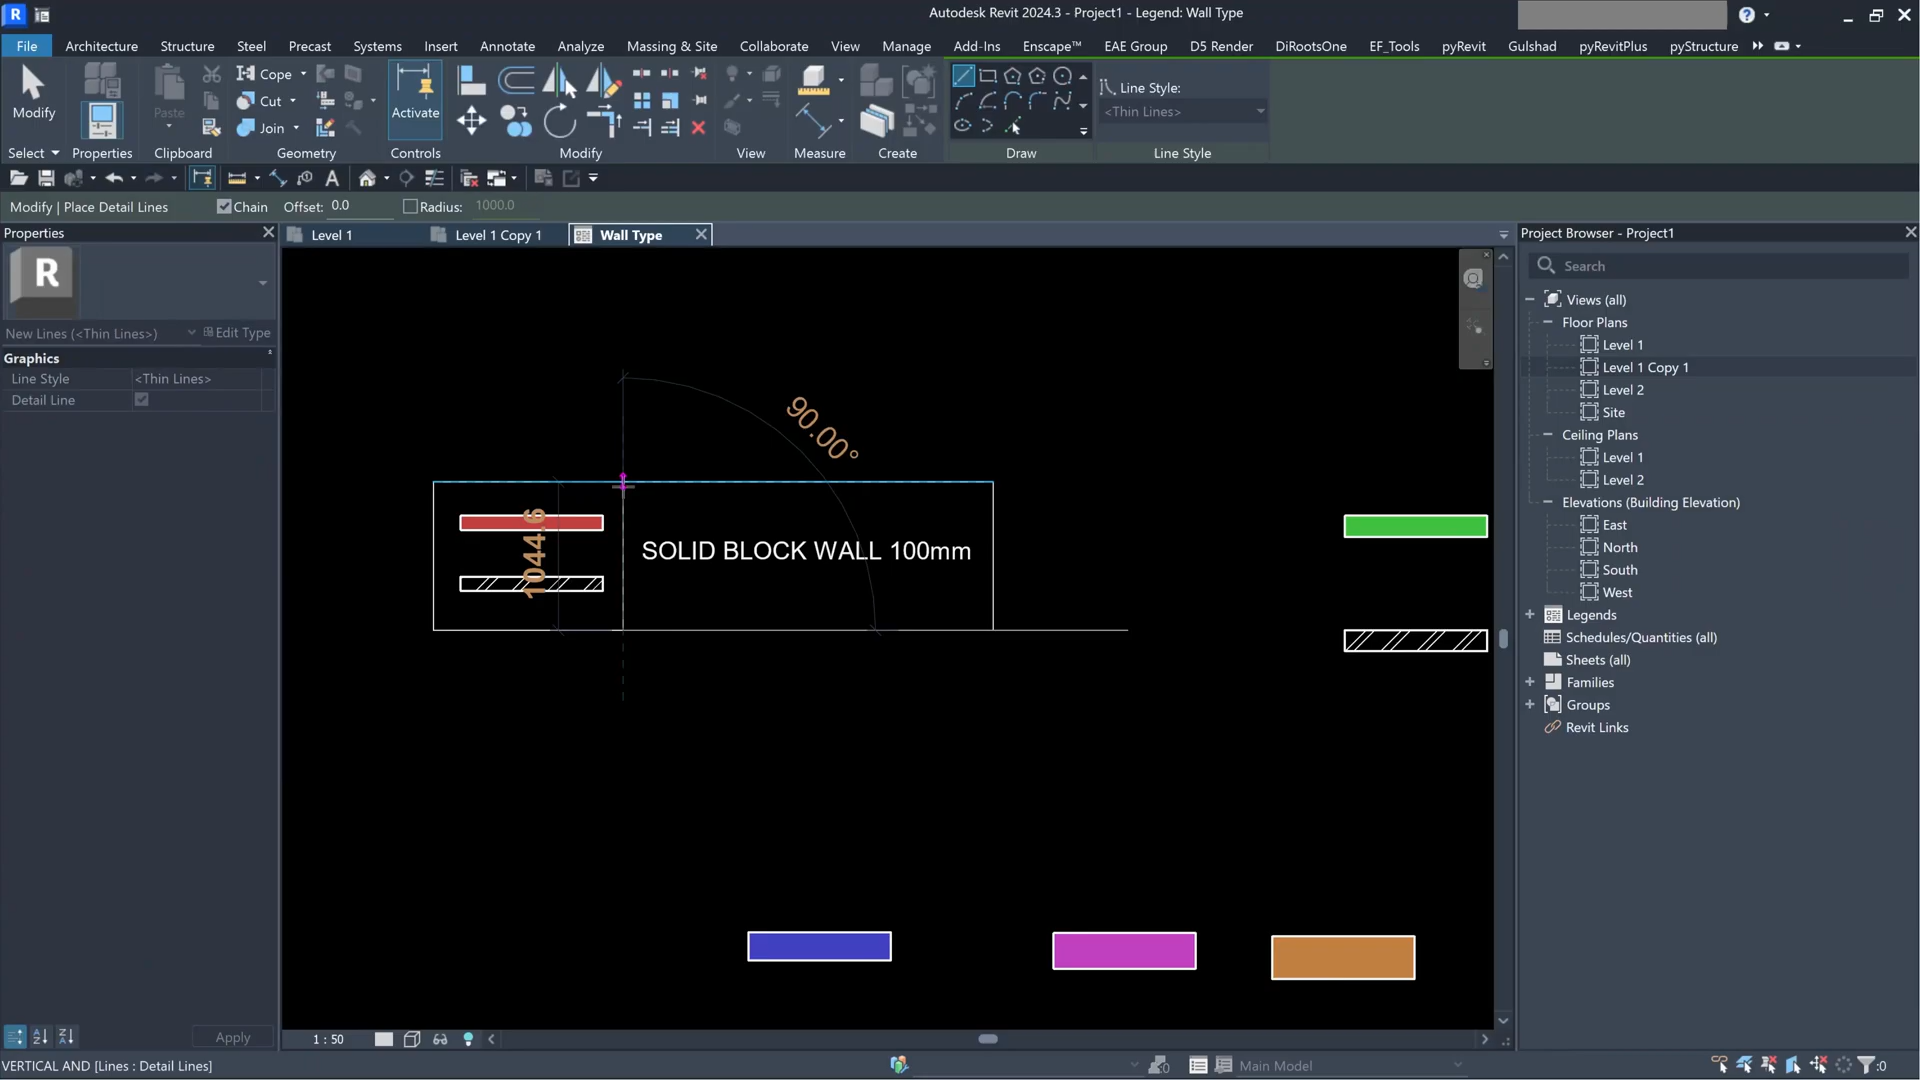 Autodesk Revit 2024.3 - Project1 - Legend: Wall Type
File Architecture Structure Steel Precast Systems Insert Annotate Analyze Massing & Site Collaborate View Manage Add-Ins Enscape™ EAE Group D5 Render DiRootsOne EF_Tools pyRevit Gulshad pyRevitPlus pyStructure
Modify
Paste
Cope
Cut
Join
Activate
Line Style:
<Thin Lines>
Select Properties Clipboard Geometry Controls Modify View Measure Create Draw Line Style
Modify | Place Detail Lines Chain Offset: 0.0 Radius: 1000.0
Properties
R
New Lines (<Thin Lines>)
Edit Type
Graphics
Line Style <Thin Lines>
Detail Line
Apply
Level 1
Level 1 Copy 1
Wall Type
90.00°
1044.6
SOLID BLOCK WALL 100mm
1 : 50
Project Browser - Project1
Search
Views (all)
Floor Plans
Level 1
Level 1 Copy 1
Level 2
Site
Ceiling Plans
Level 1
Level 2
Elevations (Building Elevation)
East
North
South
West
Legends
Schedules/Quantities (all)
Sheets (all)
Families
Groups
Revit Links
VERTICAL AND [Lines : Detail Lines]
Main Model
:0